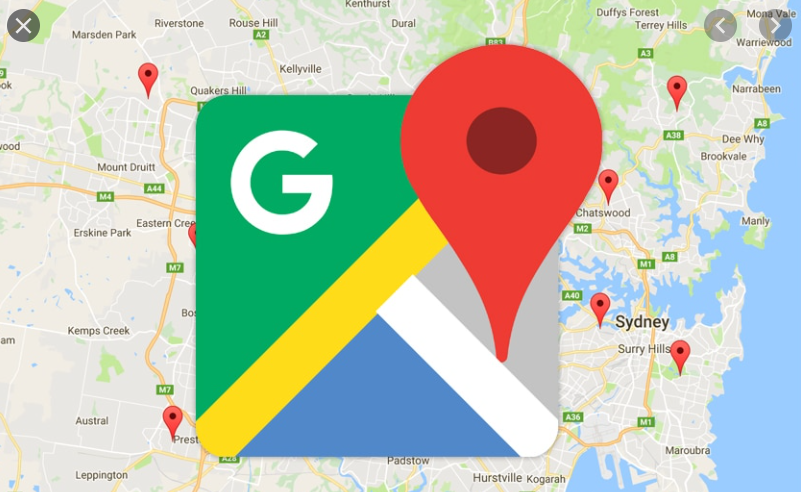 Kenthurst
Duffys Forest
Mona Vale
Riverstone
Rouse Hill
Dural
Terrey Hills
Marsden Park
A2
B83
A3
Warriewood
Kellyville
Quakers Hill
Narrabeen
A8
A38
Dee Why
Brookvale
Mount Druitt
A44
M4
G
Chatswood
Manly
Erskine Park
Eastern Cree
M2
M7
M1
A8
A40
Sydney
Kemps Creek
Surry Hills
M7
Austral
Prest
A36
M1
A28
Padstow
Maroubra
Leppington
Hurstville
Kogarah